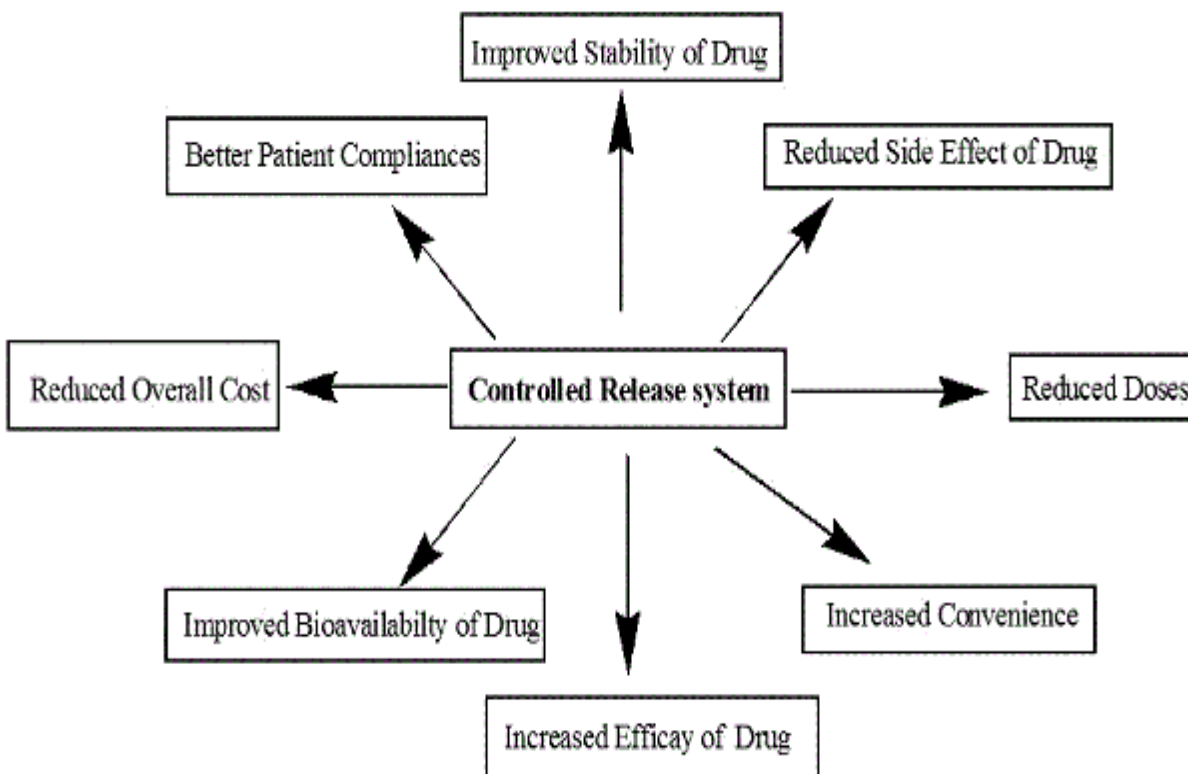 Improved Stability of Drug
Better Patient Compliances
Reduced Side Effect of Drug
Reduced Overall Cost
Controlled Release system
Reduced Doses
Improved Bioavailabilty of Drug
Increased Convenience
Increased Efficay of Drug